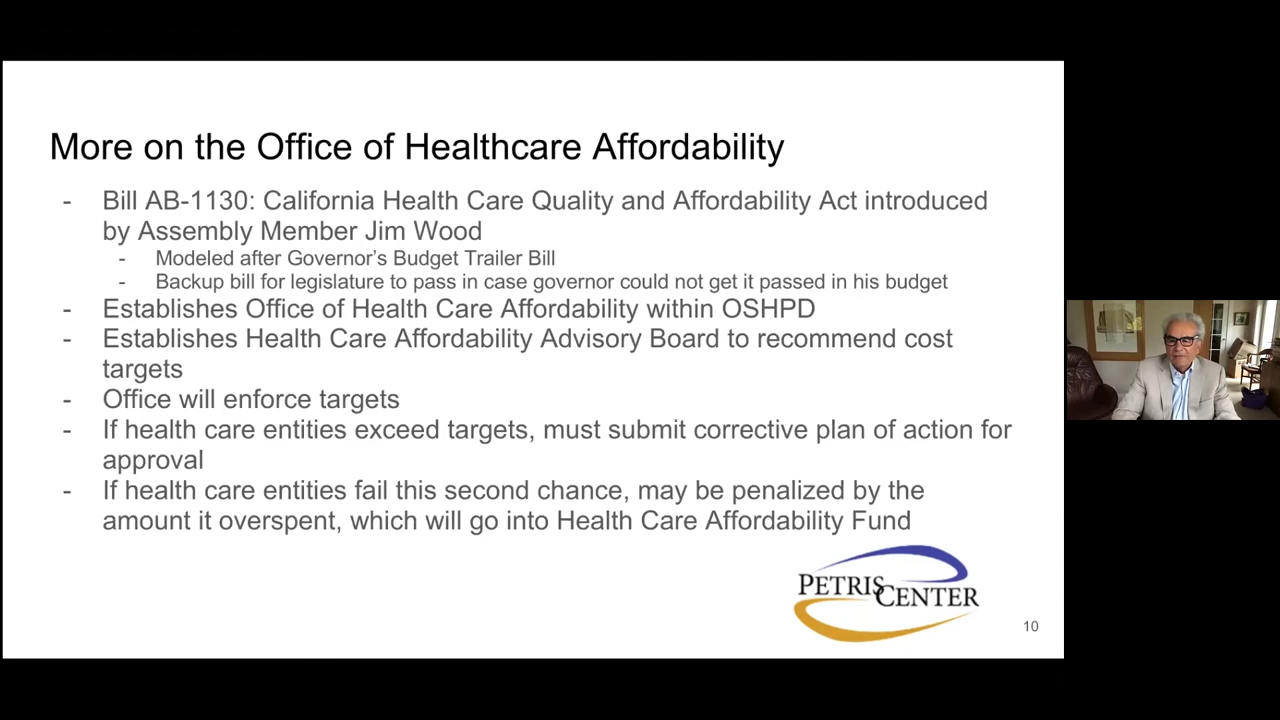 More on the Office of Healthcare Affordability
- Bill AB-1130: California Health Care Quality and Affordability Act introduced
by Assembly Member Jim Wood
- Modeled after Governor's Budget Trailer Bill
- Backup bill for legislature to pass in case governor could not get it passed in his budget
- Establishes Office of Health Care Affordability within OSHPD
- Establishes Health Care Affordability Advisory Board to recommend cost
targets
- Office will enforce targets
- If health care entities exceed targets, must submit corrective plan of action for
approval
- If health care entities fail this second chance, may be penalized by the
amount it overspent, which will go into Health Care Affordability Fund
PETRIS CENTER
10